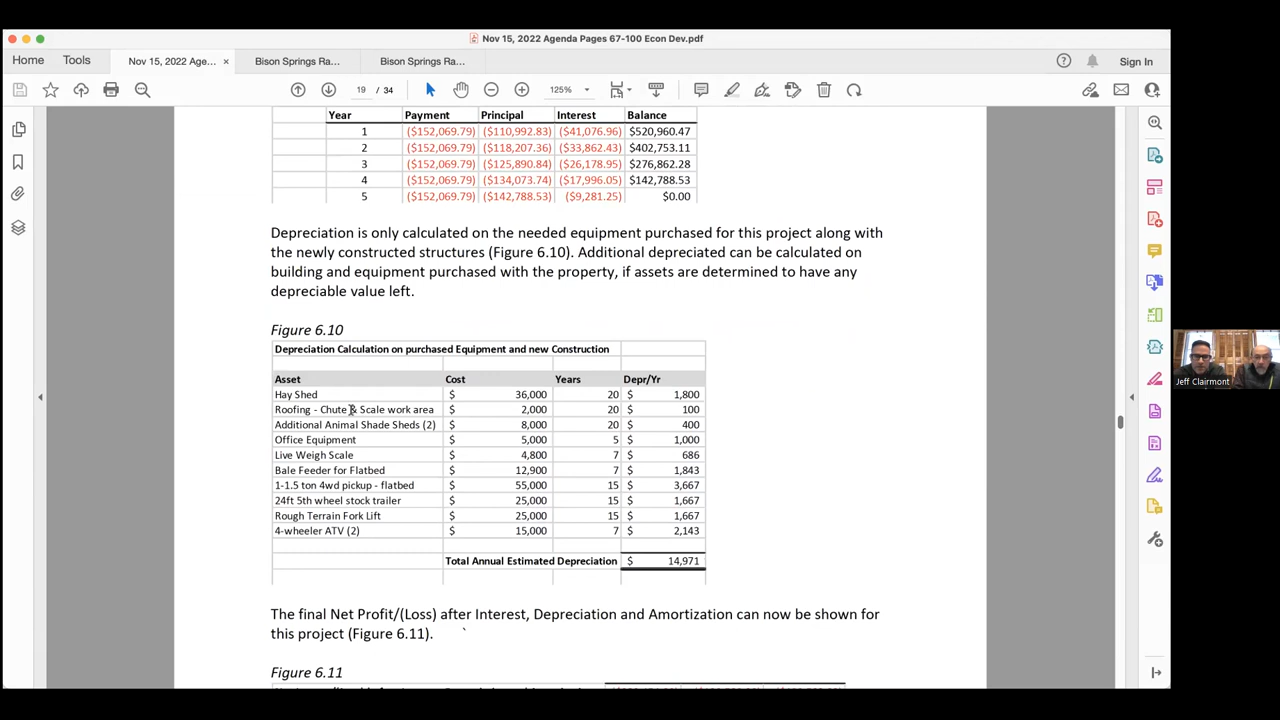 Nov 15, 2022 Agenda Pages 67-100 Econ Dev.pdf
Home Tools Nov 15, 2022 Age... × Bison Springs Ra... Bison Springs Ra... Sign In
19 / 34 125%
Year Payment Principal Interest Balance
1 ($152,069.79) ($110,992.83) ($41,076.96) $520,960.47
2 ($152,069.79) ($118,207.36) ($33,862.43) $402,753.11
3 ($152,069.79) ($125,890.84) ($26,178.95) $276,862.28
4 ($152,069.79) ($134,073.74) ($17,996.05) $142,788.53
5 ($152,069.79) ($142,788.53) ($9,281.25) $0.00
Depreciation is only calculated on the needed equipment purchased for this project along with
the newly constructed structures (Figure 6.10). Additional depreciated can be calculated on
building and equipment purchased with the property, if assets are determined to have any
depreciable value left.
Figure 6.10
Depreciation Calculation on purchased Equipment and new Construction
Asset Cost Years Depr/Yr
Hay Shed $ 36,000 20 $ 1,800
Roofing - Chute & Scale work area $ 2,000 20 $ 100
Additional Animal Shade Sheds (2) $ 8,000 20 $ 400
Office Equipment $ 5,000 5 $ 1,000
Live Weigh Scale $ 4,800 7 $ 686
Bale Feeder for Flatbed $ 12,900 7 $ 1,843
1-1.5 ton 4wd pickup - flatbed $ 55,000 15 $ 3,667
24ft 5th wheel stock trailer $ 25,000 15 $ 1,667
Rough Terrain Fork Lift $ 25,000 15 $ 1,667
4-wheeler ATV (2) $ 15,000 7 $ 2,143
Total Annual Estimated Depreciation $ 14,971
The final Net Profit/(Loss) after Interest, Depreciation and Amortization can now be shown for
this project (Figure 6.11). `
Figure 6.11
Jeff Clairmont